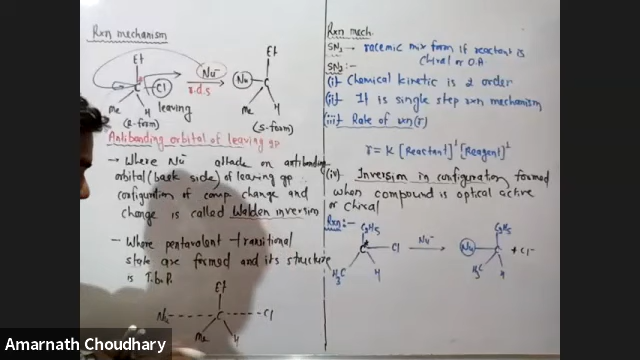 Rxn mechanism
Et
Nu⁻
r.d.s
C
Cl
Me
H
leaving
(R-form)
Et
Nu
C
Me
H
(S-form)
Antibonding orbital of leaving gp
→ Where Nu⁻ attack on antibonding
orbital (back side) of leaving gp ∴
configuration of comp change and
change is called Walden inversion
- Where pentavalent transitional
state are formed and its structure
is T.b.P.
Et
Nu C Cl
Me H
Rxn mech.
SN1 → racemic mix form if reactant is
chiral or O.A
SN2:-
(i) Chemical kinetic is 2 order
(ii) It is single step rxn mechanism
(iii) Rate of rxn (r)
r = K [Reactant]¹ [Reagent]¹
(iv) Inversion in configuration formed
when compound is optical active
or chiral
Rxn:-
C₂H₅
C Cl
H₃C H
Nu⁻
C₂H₅
Nu C + Cl⁻
H₃C H
Amarnath Choudhary